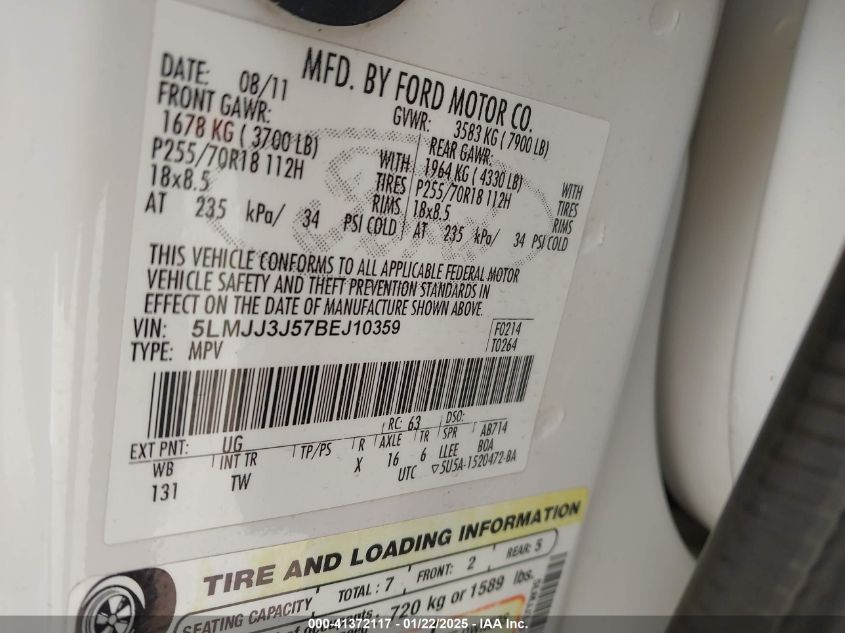 MFD. BY FORD MOTOR CO.
DATE: 08/11 GVWR: 3583 KG ( 7900 LB)
FRONT GAWR: REAR GAWR:
1678 KG ( 3700 LB) WITH 1964 KG ( 4330 LB) WITH
P255/70R18 112H TIRES P255/70R18 112H TIRES
18x8.5 RIMS 18x8.5 RIMS
AT 235 kPa/ 34 PSI COLD AT 235 kPa/ 34 PSI COLD
THIS VEHICLE CONFORMS TO ALL APPLICABLE FEDERAL MOTOR
VEHICLE SAFETY AND THEFT PREVENTION STANDARDS IN
EFFECT ON THE DATE OF MANUFACTURE SHOWN ABOVE.
VIN: 5LMJJ3J57BEJ10359 F0214
TYPE: MPV T0264
EXT PNT: UG RC: 63 DSO:
WB INT TR TP/PS R AXLE TR SPR AB714
131 TW X 16 6 LLEE BOA
UTC ▽5U5A-1520472-BA
TIRE AND LOADING INFORMATION
SEATING CAPACITY TOTAL : 7 FRONT: 2 REAR: 5
720 kg or 1589 lbs.
000-41372117 - 01/22/2025 - IAAI.com